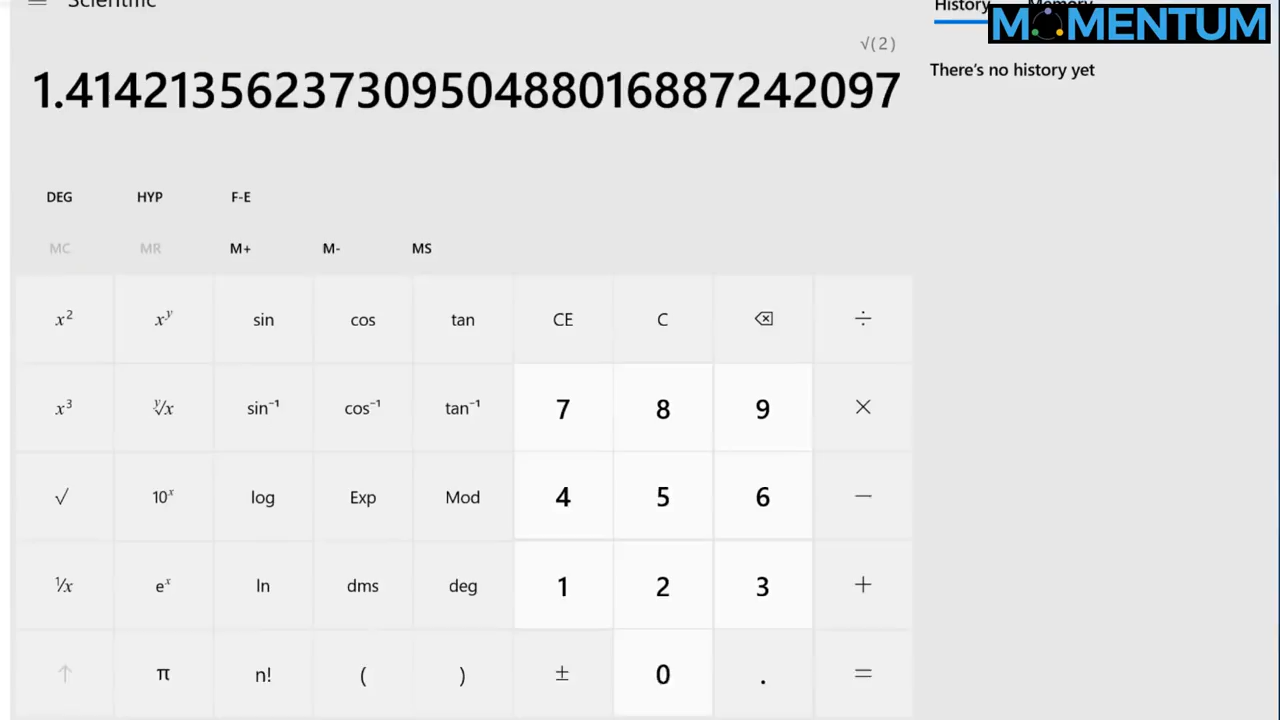 Scientific
History Memory
MOMENTUM
√(2)
1.4142135623730950488016887242097
There's no history yet
DEG HYP F-E
MC MR M+ M- MS
x² xʸ sin cos tan CE C ÷
7 8 9
x³ ʸ√x sin⁻¹ cos⁻¹ tan⁻¹ ×
√ 10ˣ log Exp Mod 4 5 6 −
¹/x eˣ ln dms deg 1 2 3 +
↑ π n! ( ) ± 0 . =